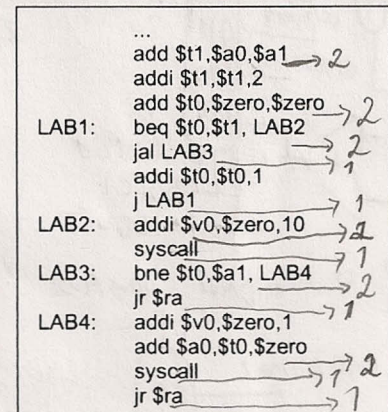 ...
add $t1,$a0,$a1 → 2
addi $t1,$t1,2
add $t0,$zero,$zero → 2
LAB1: beq $t0,$t1, LAB2 → 2
jal LAB3 → 1
addi $t0,$t0,1
j LAB1 → 1
LAB2: addi $v0,$zero,10 →
syscall → 1
LAB3: bne $t0,$a1, LAB4 → 2
jr $ra → 1
LAB4: addi $v0,$zero,1
add $a0,$t0,$zero → 2
syscall → 1
jr $ra → 1